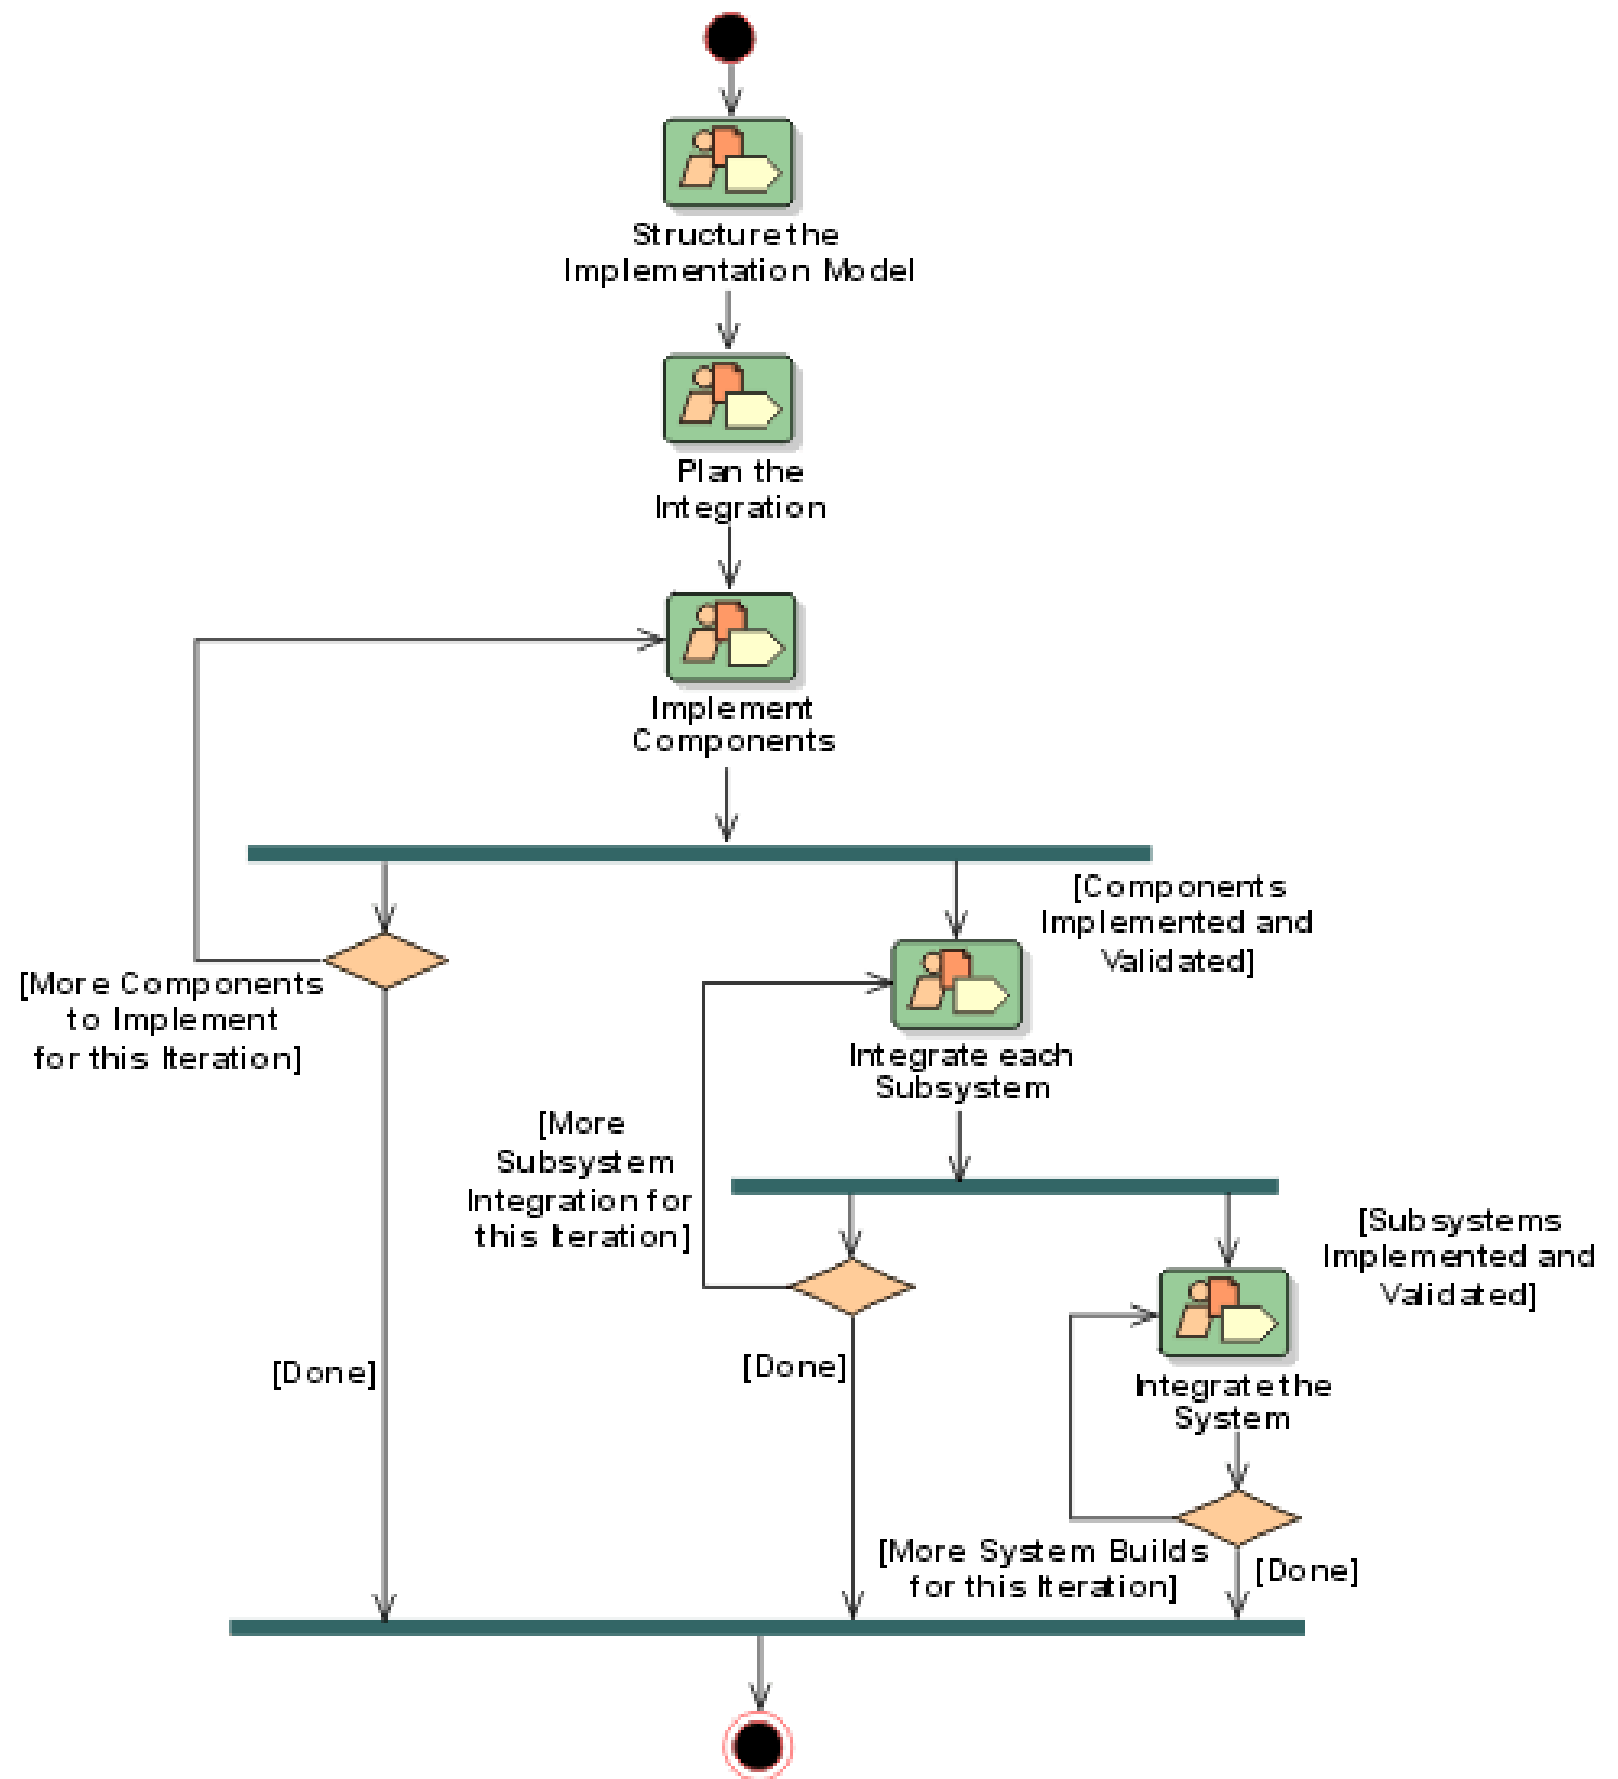 Structure the
Implementation Model
Plan the
Integration
Implement
Components
[Components
Implemented and
Validated]
[More Components
to Implement
for this Iteration]
Integrate each
Subsystem
[More
Subsystem
Integration for
this Iteration]
[Subsystems
Implemented and
Validated]
[Done]
[Done]
Integrate the
System
[More System Builds
for this Iteration]
[Done]